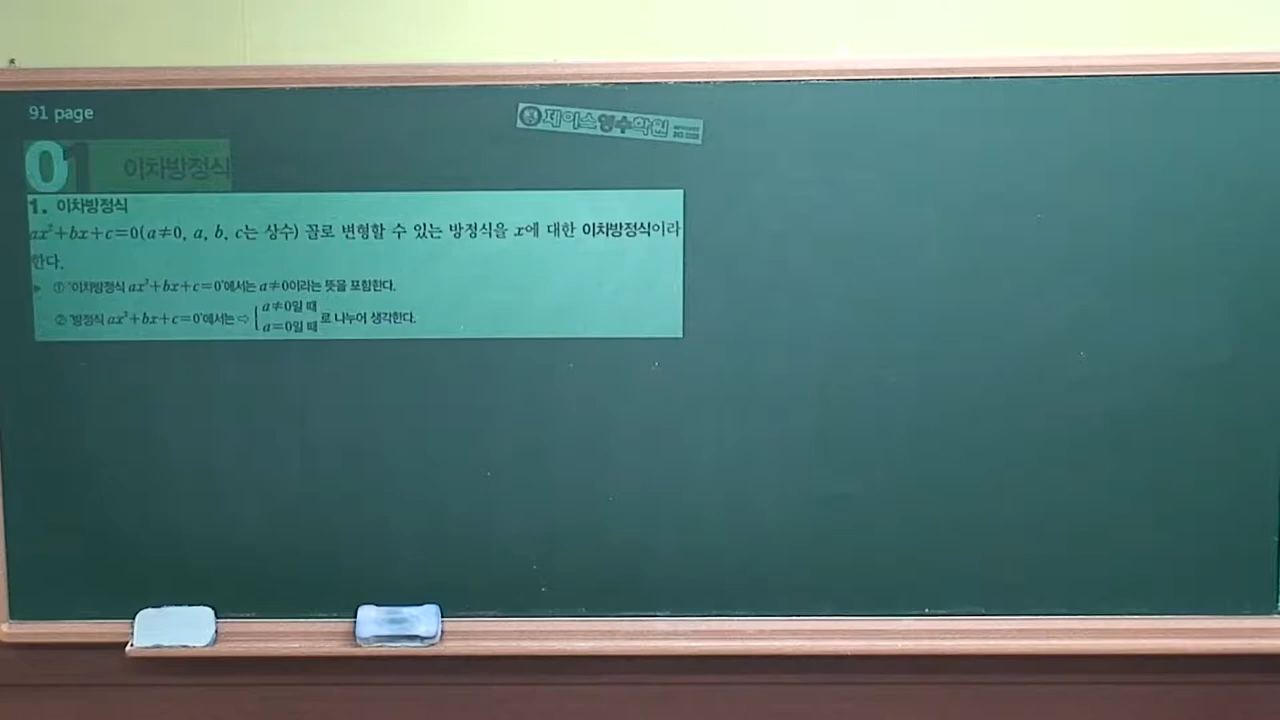 91 page
제이스영수학원
01 이차방정식
1. 이차방정식
ax²+bx+c=0(a≠0, a, b, c는 상수) 꼴로 변형할 수 있는 방정식을 x에 대한 이차방정식이라
한다.
▶ ① '이차방정식 ax²+bx+c=0'에서는 a≠0이라는 뜻을 포함한다.
② '방정식 ax²+bx+c=0'에서는 ⇨ { a≠0일 때
a=0일 때 로 나누어 생각한다.